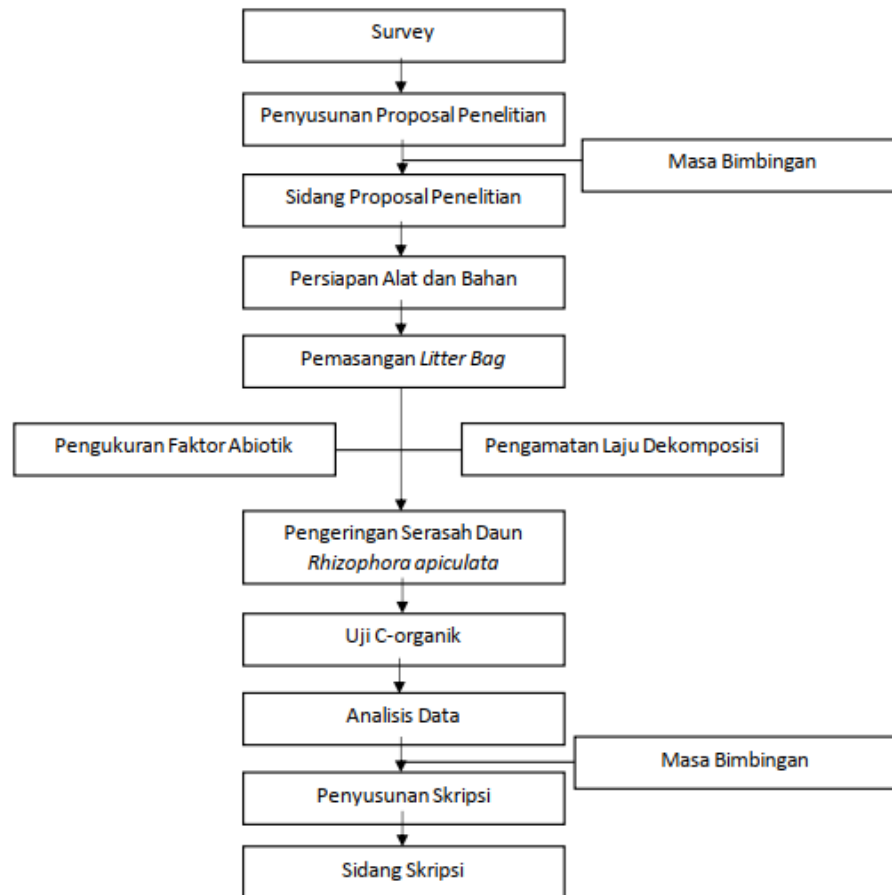 Survey
Penyusunan Proposal Penelitian
Masa Bimbingan
Sidang Proposal Penelitian
Persiapan Alat dan Bahan
Pemasangan Litter Bag
Pengukuran Faktor Abiotik
Pengamatan Laju Dekomposisi
Pengeringan Serasah Daun
Rhizophora apiculata
Uji C-organik
Analisis Data
Masa Bimbingan
Penyusunan Skripsi
Sidang Skripsi